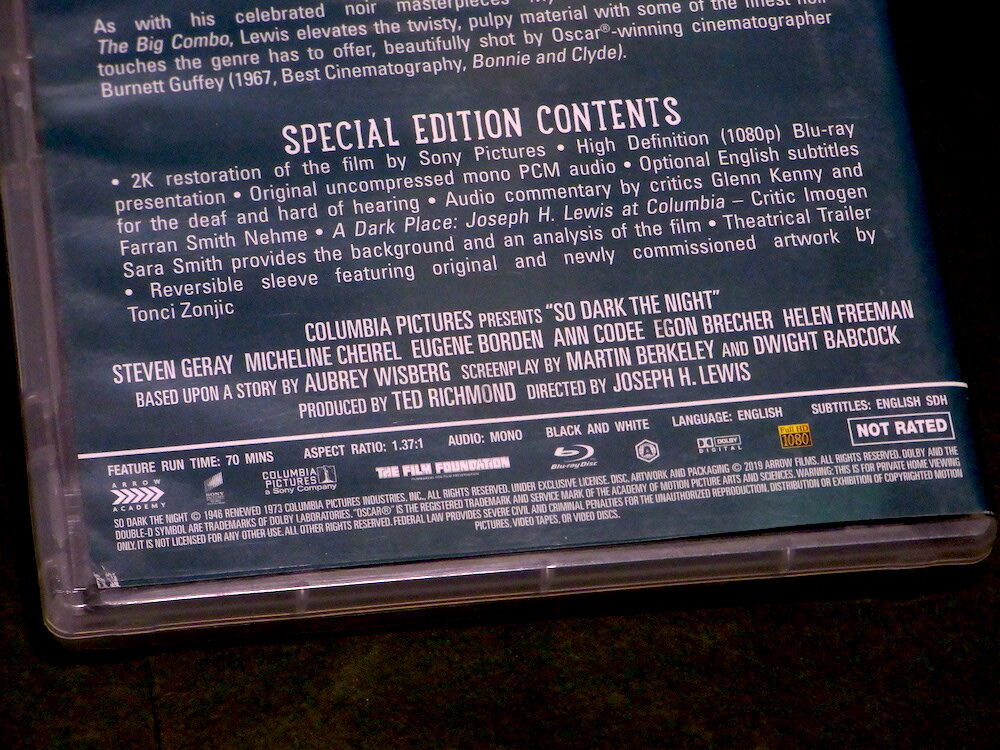 As with his celebrated noir masterpieces
The Big Combo, Lewis elevates the twisty, pulpy material with some of the finest noir
touches the genre has to offer, beautifully shot by Oscar®-winning cinematographer
Burnett Guffey (1967, Best Cinematography, Bonnie and Clyde).
SPECIAL EDITION CONTENTS
• 2K restoration of the film by Sony Pictures • High Definition (1080p) Blu-ray
presentation • Original uncompressed mono PCM audio • Optional English subtitles
for the deaf and hard of hearing • Audio commentary by critics Glenn Kenny and
Farran Smith Nehme • A Dark Place: Joseph H. Lewis at Columbia – Critic Imogen
Sara Smith provides the background and an analysis of the film • Theatrical Trailer
• Reversible sleeve featuring original and newly commissioned artwork by
Tonci Zonjic
COLUMBIA PICTURES PRESENTS "SO DARK THE NIGHT"
STEVEN GERAY MICHELINE CHEIREL EUGENE BORDEN ANN CODEE EGON BRECHER HELEN FREEMAN
BASED UPON A STORY BY AUBREY WISBERG SCREENPLAY BY MARTIN BERKELEY AND DWIGHT BABCOCK
PRODUCED BY TED RICHMOND DIRECTED BY JOSEPH H. LEWIS
FEATURE RUN TIME: 70 MINS ASPECT RATIO: 1.37:1 AUDIO: MONO BLACK AND WHITE LANGUAGE: ENGLISH SUBTITLES: ENGLISH SDH
ARROW ACADEMY
SONY
COLUMBIA PICTURES a Sony Company
THE FILM FOUNDATION
Blu-ray Disc
A
DOLBY DIGITAL
Full HD 1080
NOT RATED
SO DARK THE NIGHT © 1946 RENEWED 1973 COLUMBIA PICTURES INDUSTRIES, INC., ALL RIGHTS RESERVED. UNDER EXCLUSIVE LICENSE. DISC, ARTWORK AND PACKAGING © 2019 ARROW FILMS. ALL RIGHTS RESERVED. DOLBY AND THE
DOUBLE-D SYMBOL ARE TRADEMARKS OF DOLBY LABORATORIES. "OSCAR®" IS THE REGISTERED TRADEMARK AND SERVICE MARK OF THE ACADEMY OF MOTION PICTURE ARTS AND SCIENCES. WARNING: THIS IS FOR PRIVATE HOME VIEWING
ONLY. IT IS NOT LICENSED FOR ANY OTHER USE. ALL OTHER RIGHTS RESERVED. FEDERAL LAW PROVIDES SEVERE CIVIL AND CRIMINAL PENALTIES FOR THE UNAUTHORIZED REPRODUCTION, DISTRIBUTION OR EXHIBITION OF COPYRIGHTED MOTION
PICTURES, VIDEO TAPES, OR VIDEO DISCS.